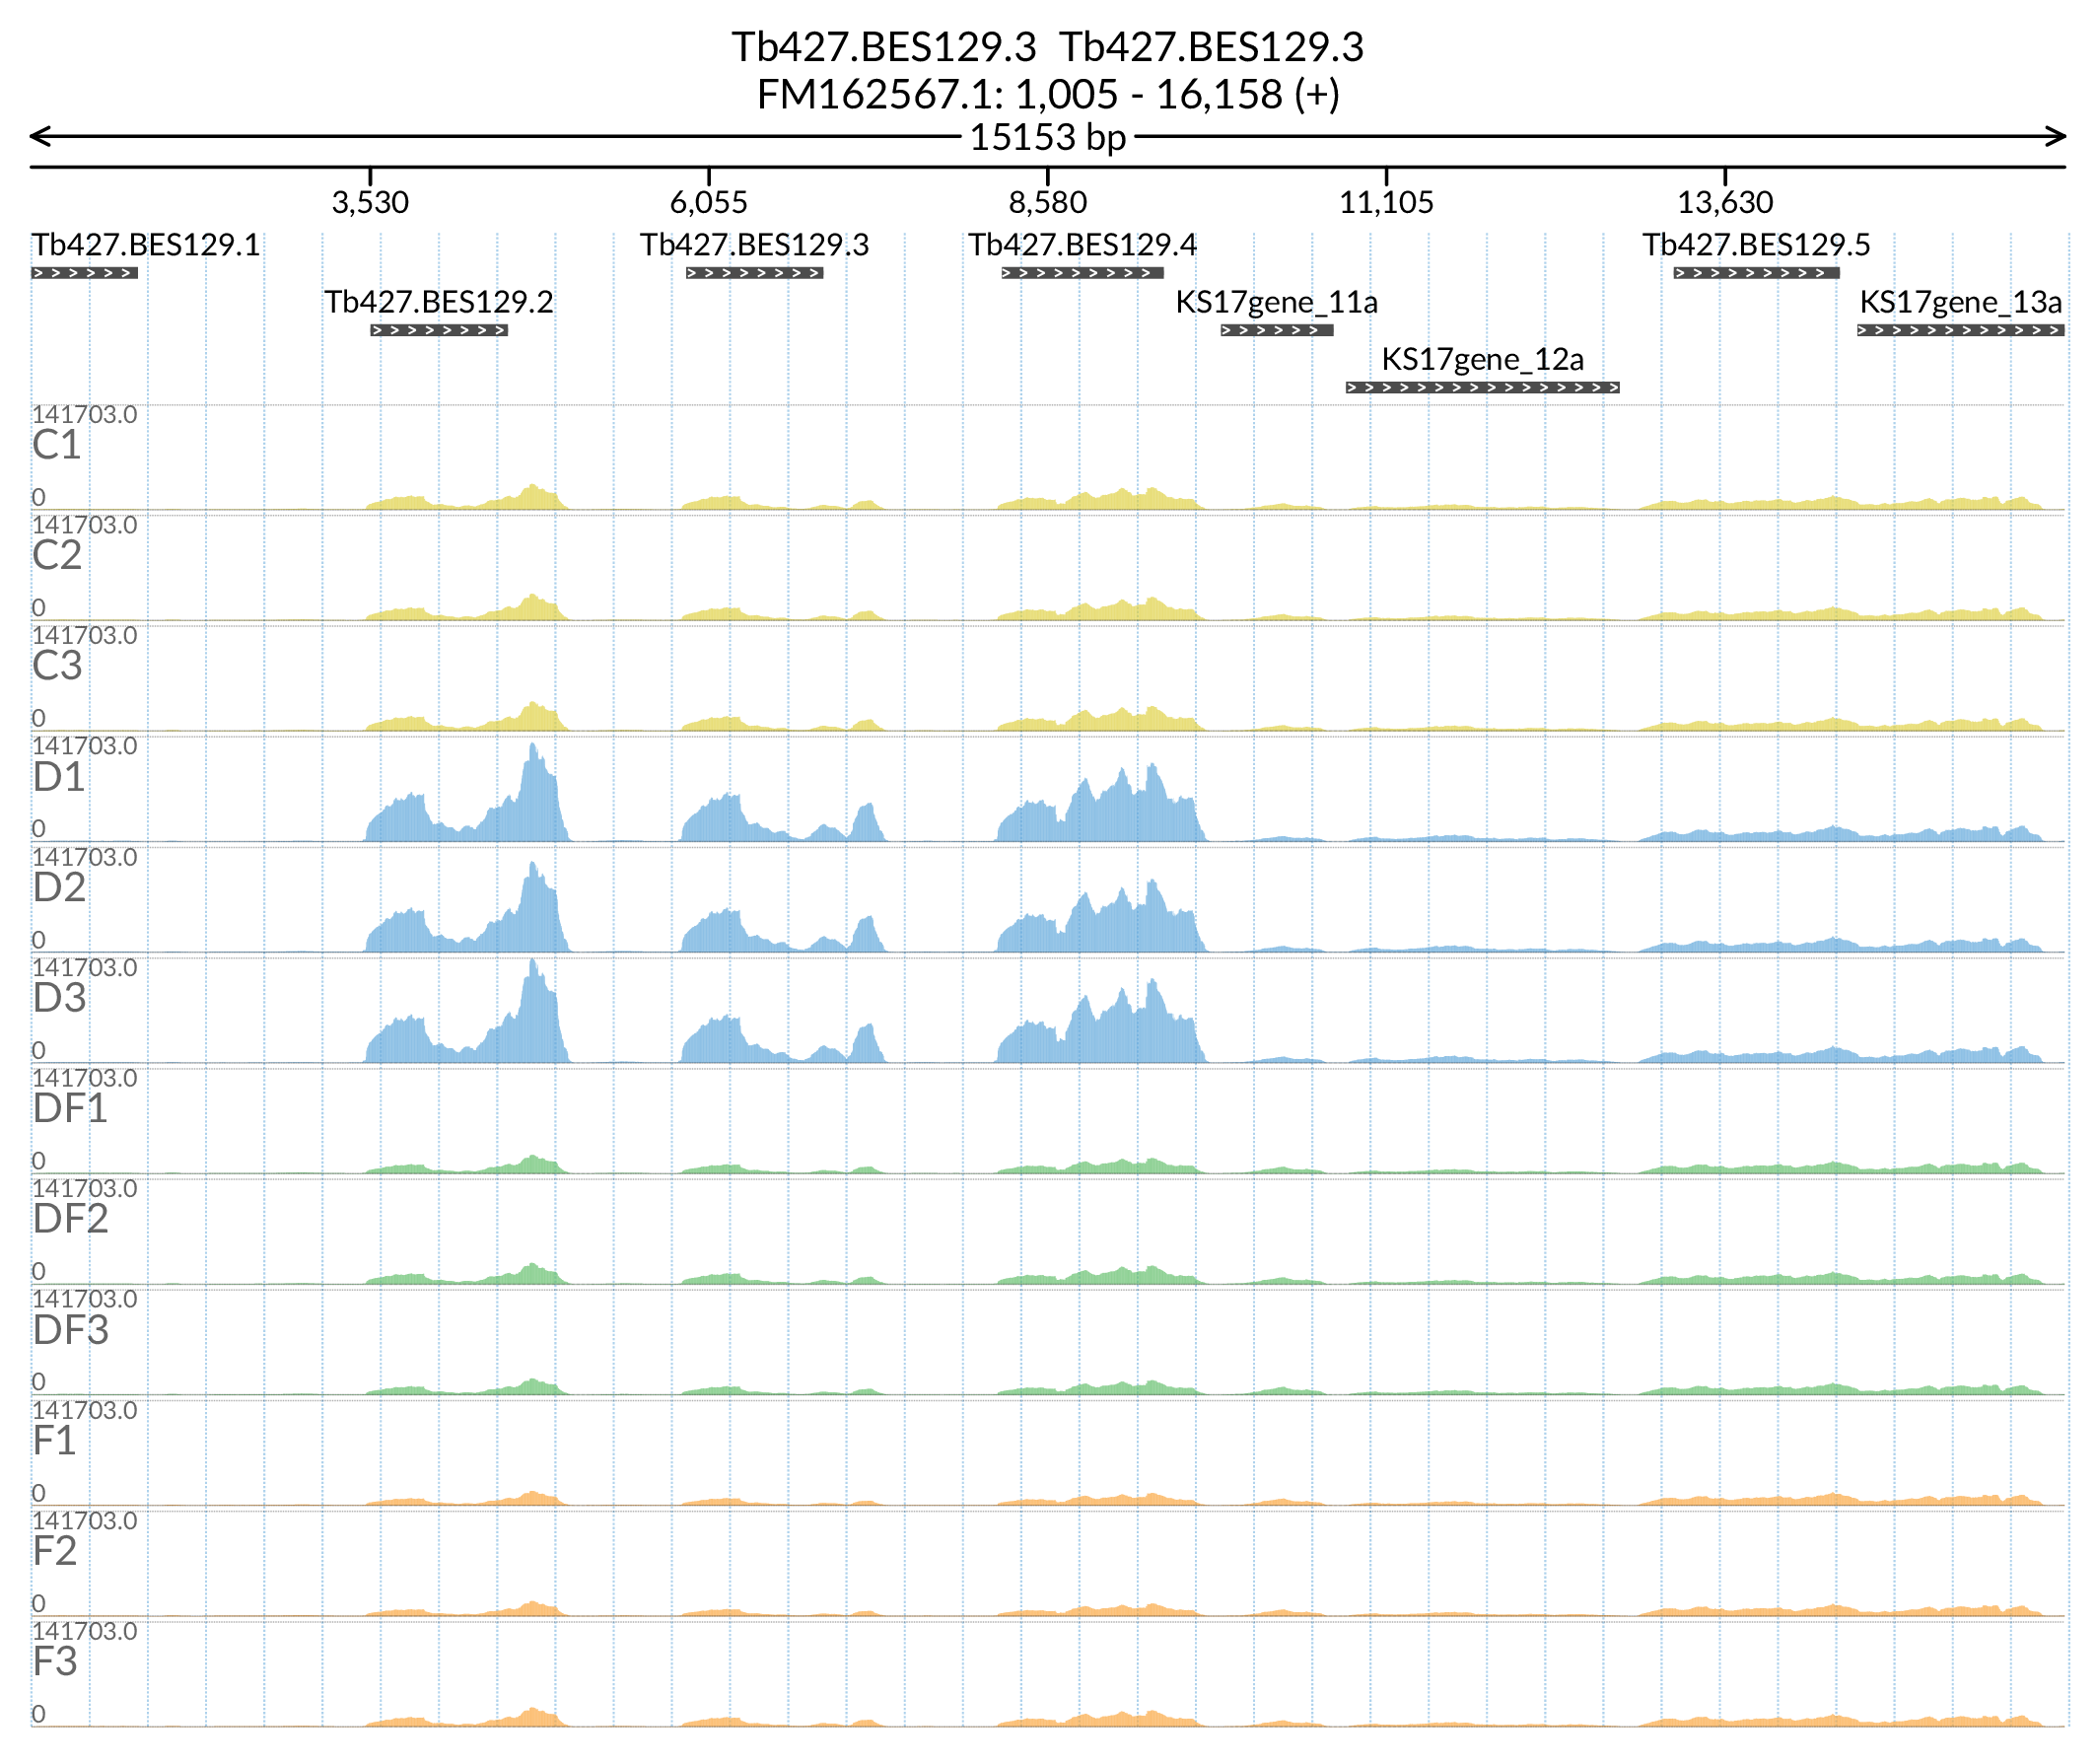 Tb427.BES129.3  Tb427.BES129.3
FM162567.1: 1,005 - 16,158 (+)
15153 bp
3,530 6,055 8,580 11,105 13,630
Tb427.BES129.1 Tb427.BES129.3 Tb427.BES129.4 Tb427.BES129.5
Tb427.BES129.2 KS17gene_11a KS17gene_13a
KS17gene_12a
141703.0
C1
0
141703.0
C2
0
141703.0
C3
0
141703.0
D1
0
141703.0
D2
0
141703.0
D3
0
141703.0
DF1
0
141703.0
DF2
0
141703.0
DF3
0
141703.0
F1
0
141703.0
F2
0
141703.0
F3
0